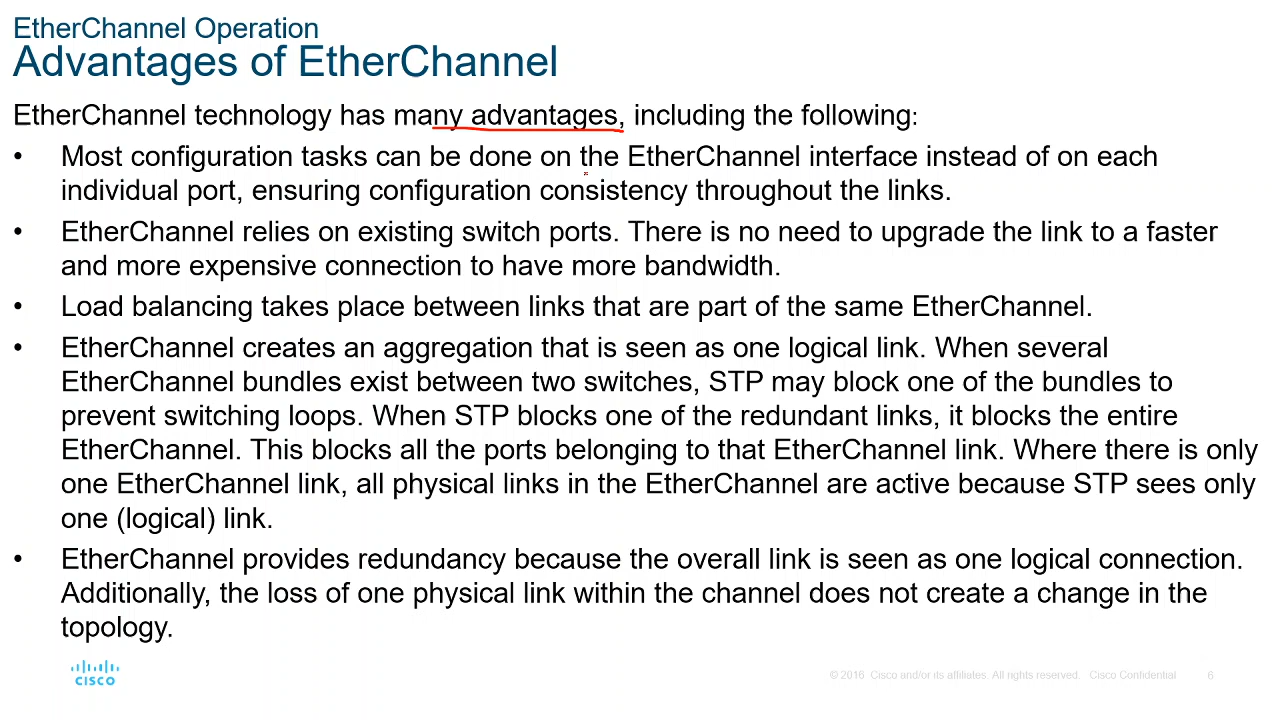 EtherChannel Operation
Advantages of EtherChannel
EtherChannel technology has many advantages, including the following:
• Most configuration tasks can be done on the EtherChannel interface instead of on each
individual port, ensuring configuration consistency throughout the links.
• EtherChannel relies on existing switch ports. There is no need to upgrade the link to a faster
and more expensive connection to have more bandwidth.
• Load balancing takes place between links that are part of the same EtherChannel.
• EtherChannel creates an aggregation that is seen as one logical link. When several
EtherChannel bundles exist between two switches, STP may block one of the bundles to
prevent switching loops. When STP blocks one of the redundant links, it blocks the entire
EtherChannel. This blocks all the ports belonging to that EtherChannel link. Where there is only
one EtherChannel link, all physical links in the EtherChannel are active because STP sees only
one (logical) link.
• EtherChannel provides redundancy because the overall link is seen as one logical connection.
Additionally, the loss of one physical link within the channel does not create a change in the
topology.
CISCO
© 2016 Cisco and/or its affiliates. All rights reserved. Cisco Confidential 6